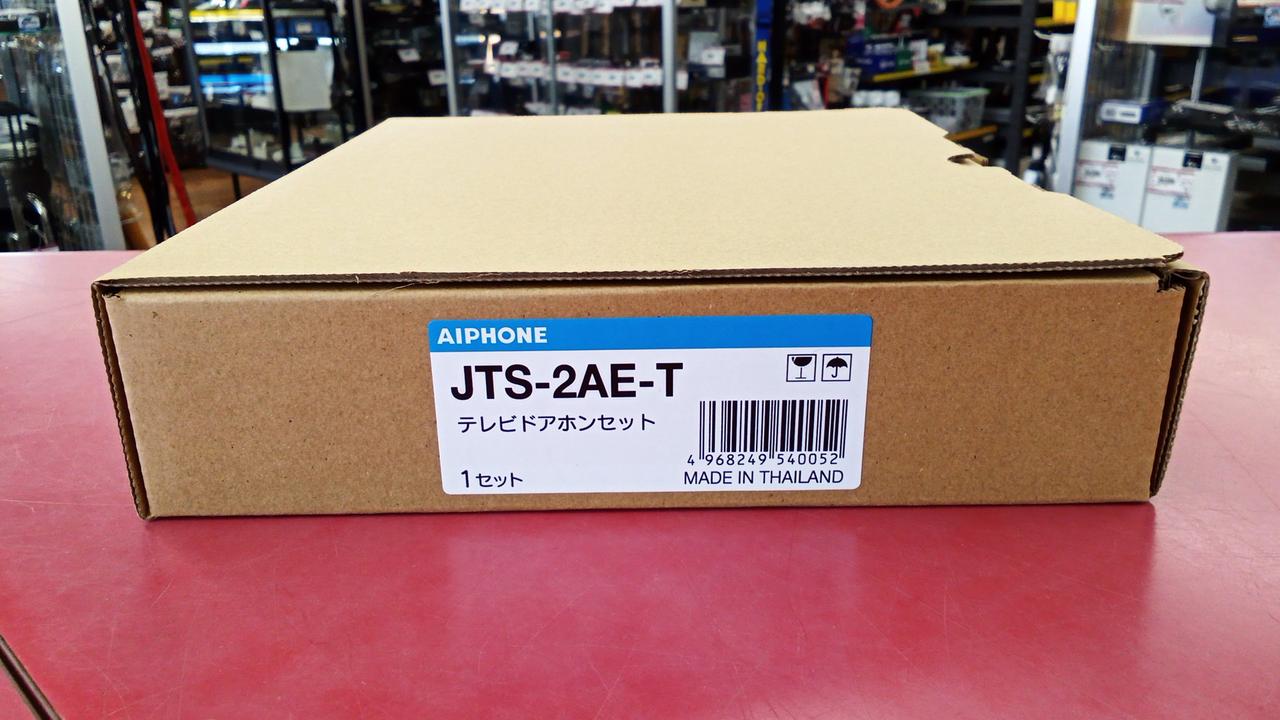 AIPHONE
JTS-2AE-T
テレビドアホンセット
4 968249 540052
1セット
MADE IN THAILAND